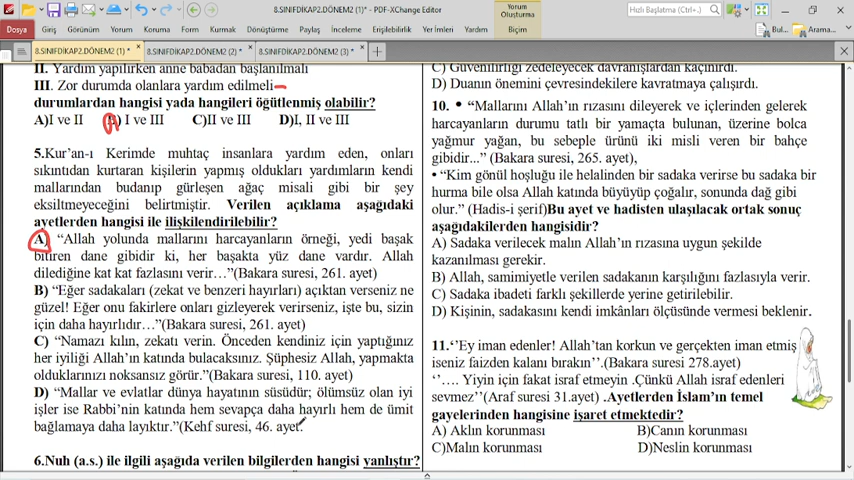 8.SINIFDİKAP2.DÖNEM2 (1)* * - PDF-XChange Editor
Yorum Oluşturma
Hızlı Başlatma (Ctrl+.)
Dosya
Giriş
Görünüm
Yorum
Koru
Form
Kurmak
Dönüştürme
Paylaş
İnceleme
Erişilebilirlik
Yer İmleri
Yardım
Biçim
Bul...
Arama...
8.SINIFDİKAP2.DÖNEM2 (1) *
8.SINIFDİKAP2.DÖNEM2 (2) *
8.SINIFDİKAP2.DÖNEM2 (3) *
II. Yardım yapılırken anne babadan başlanılmalı
III. Zor durumda olanlara yardım edilmeli
durumlardan hangisi yada hangileri öğütlenmiş olabilir?
A)I ve II B) I ve III C)II ve III D)I, II ve III
5.Kur’an-ı Kerimde muhtaç insanlara yardım eden, onları
sıkıntıdan kurtaran kişilerin yapmış oldukları yardımların kendi
mallarından budanıp gürleşen ağaç misali gibi bir şey
eksiltmeyeceğini belirtmiştir. Verilen açıklama aşağıdaki
ayetlerden hangisi ile ilişkilendirilebilir?
A) “Allah yolunda mallarını harcayanların örneği, yedi başak
bitiren dane gibidir ki, her başakta yüz dane vardır. Allah
dilediğine kat kat fazlasını verir…”(Bakara suresi, 261. ayet)
B) “Eğer sadakaları (zekat ve benzeri hayırları) açıktan verseniz ne
güzel! Eğer onu fakirlere onları gizleyerek verirseniz, işte bu, sizin
için daha hayırlıdır…”(Bakara suresi, 261. ayet)
C) “Namazı kılın, zekatı verin. Önceden kendiniz için yaptığınız
her iyiliği Allah’ın katında bulacaksınız. Şüphesiz Allah, yapmakta
olduklarınızı noksansız görür.”(Bakara suresi, 110. ayet)
D) “Mallar ve evlatlar dünya hayatının süsüdür; ölümsüz olan iyi
işler ise Rabbi’nin katında hem sevapça daha hayırlı hem de ümit
bağlamaya daha layıktır.”(Kehf suresi, 46. ayet.
6.Nuh (a.s.) ile ilgili aşağıda verilen bilgilerden hangisi yanlıştır?
C) Güvenilirliği zedeleyecek davranışlardan kaçınırdı.
D) Duanın önemini çevresindekilere kavratmaya çalışırdı.
10. • “Mallarını Allah’ın rızasını dileyerek ve içlerinden gelerek
harcayanların durumu tatlı bir yamaçta bulunan, üzerine bolca
yağmur yağan, bu sebeple ürünü iki misli veren bir bahçe
gibidir...” (Bakara suresi, 265. ayet),
• “Kim gönül hoşluğu ile helalinden bir sadaka verirse bu sadaka bir
hurma bile olsa Allah katında büyüyüp çoğalır, sonunda dağ gibi
olur.” (Hadis-i şerif)Bu ayet ve hadisten ulaşılacak ortak sonuç
aşağıdakilerden hangisidir?
A) Sadaka verilecek malın Allah’ın rızasına uygun şekilde
kazanılması gerekir.
B) Allah, samimiyetle verilen sadakanın karşılığını fazlasıyla verir.
C) Sadaka ibadeti farklı şekillerde yerine getirilebilir.
D) Kişinin, sadakasını kendi imkânları ölçüsünde vermesi beklenir.
11.‘’Ey iman edenler! Allah’tan korkun ve gerçekten iman etmiş
iseniz faizden kalanı bırakın’’.(Bakara suresi 278.ayet)
‘’…. Yiyin için fakat israf etmeyin .Çünkü Allah israf edenleri
sevmez’’(Araf suresi 31.ayet) .Ayetlerden İslam’ın temel
gayelerinden hangisine işaret etmektedir?
A) Aklın korunması B)Canın korunması
C)Malın korunması D)Neslin korunması